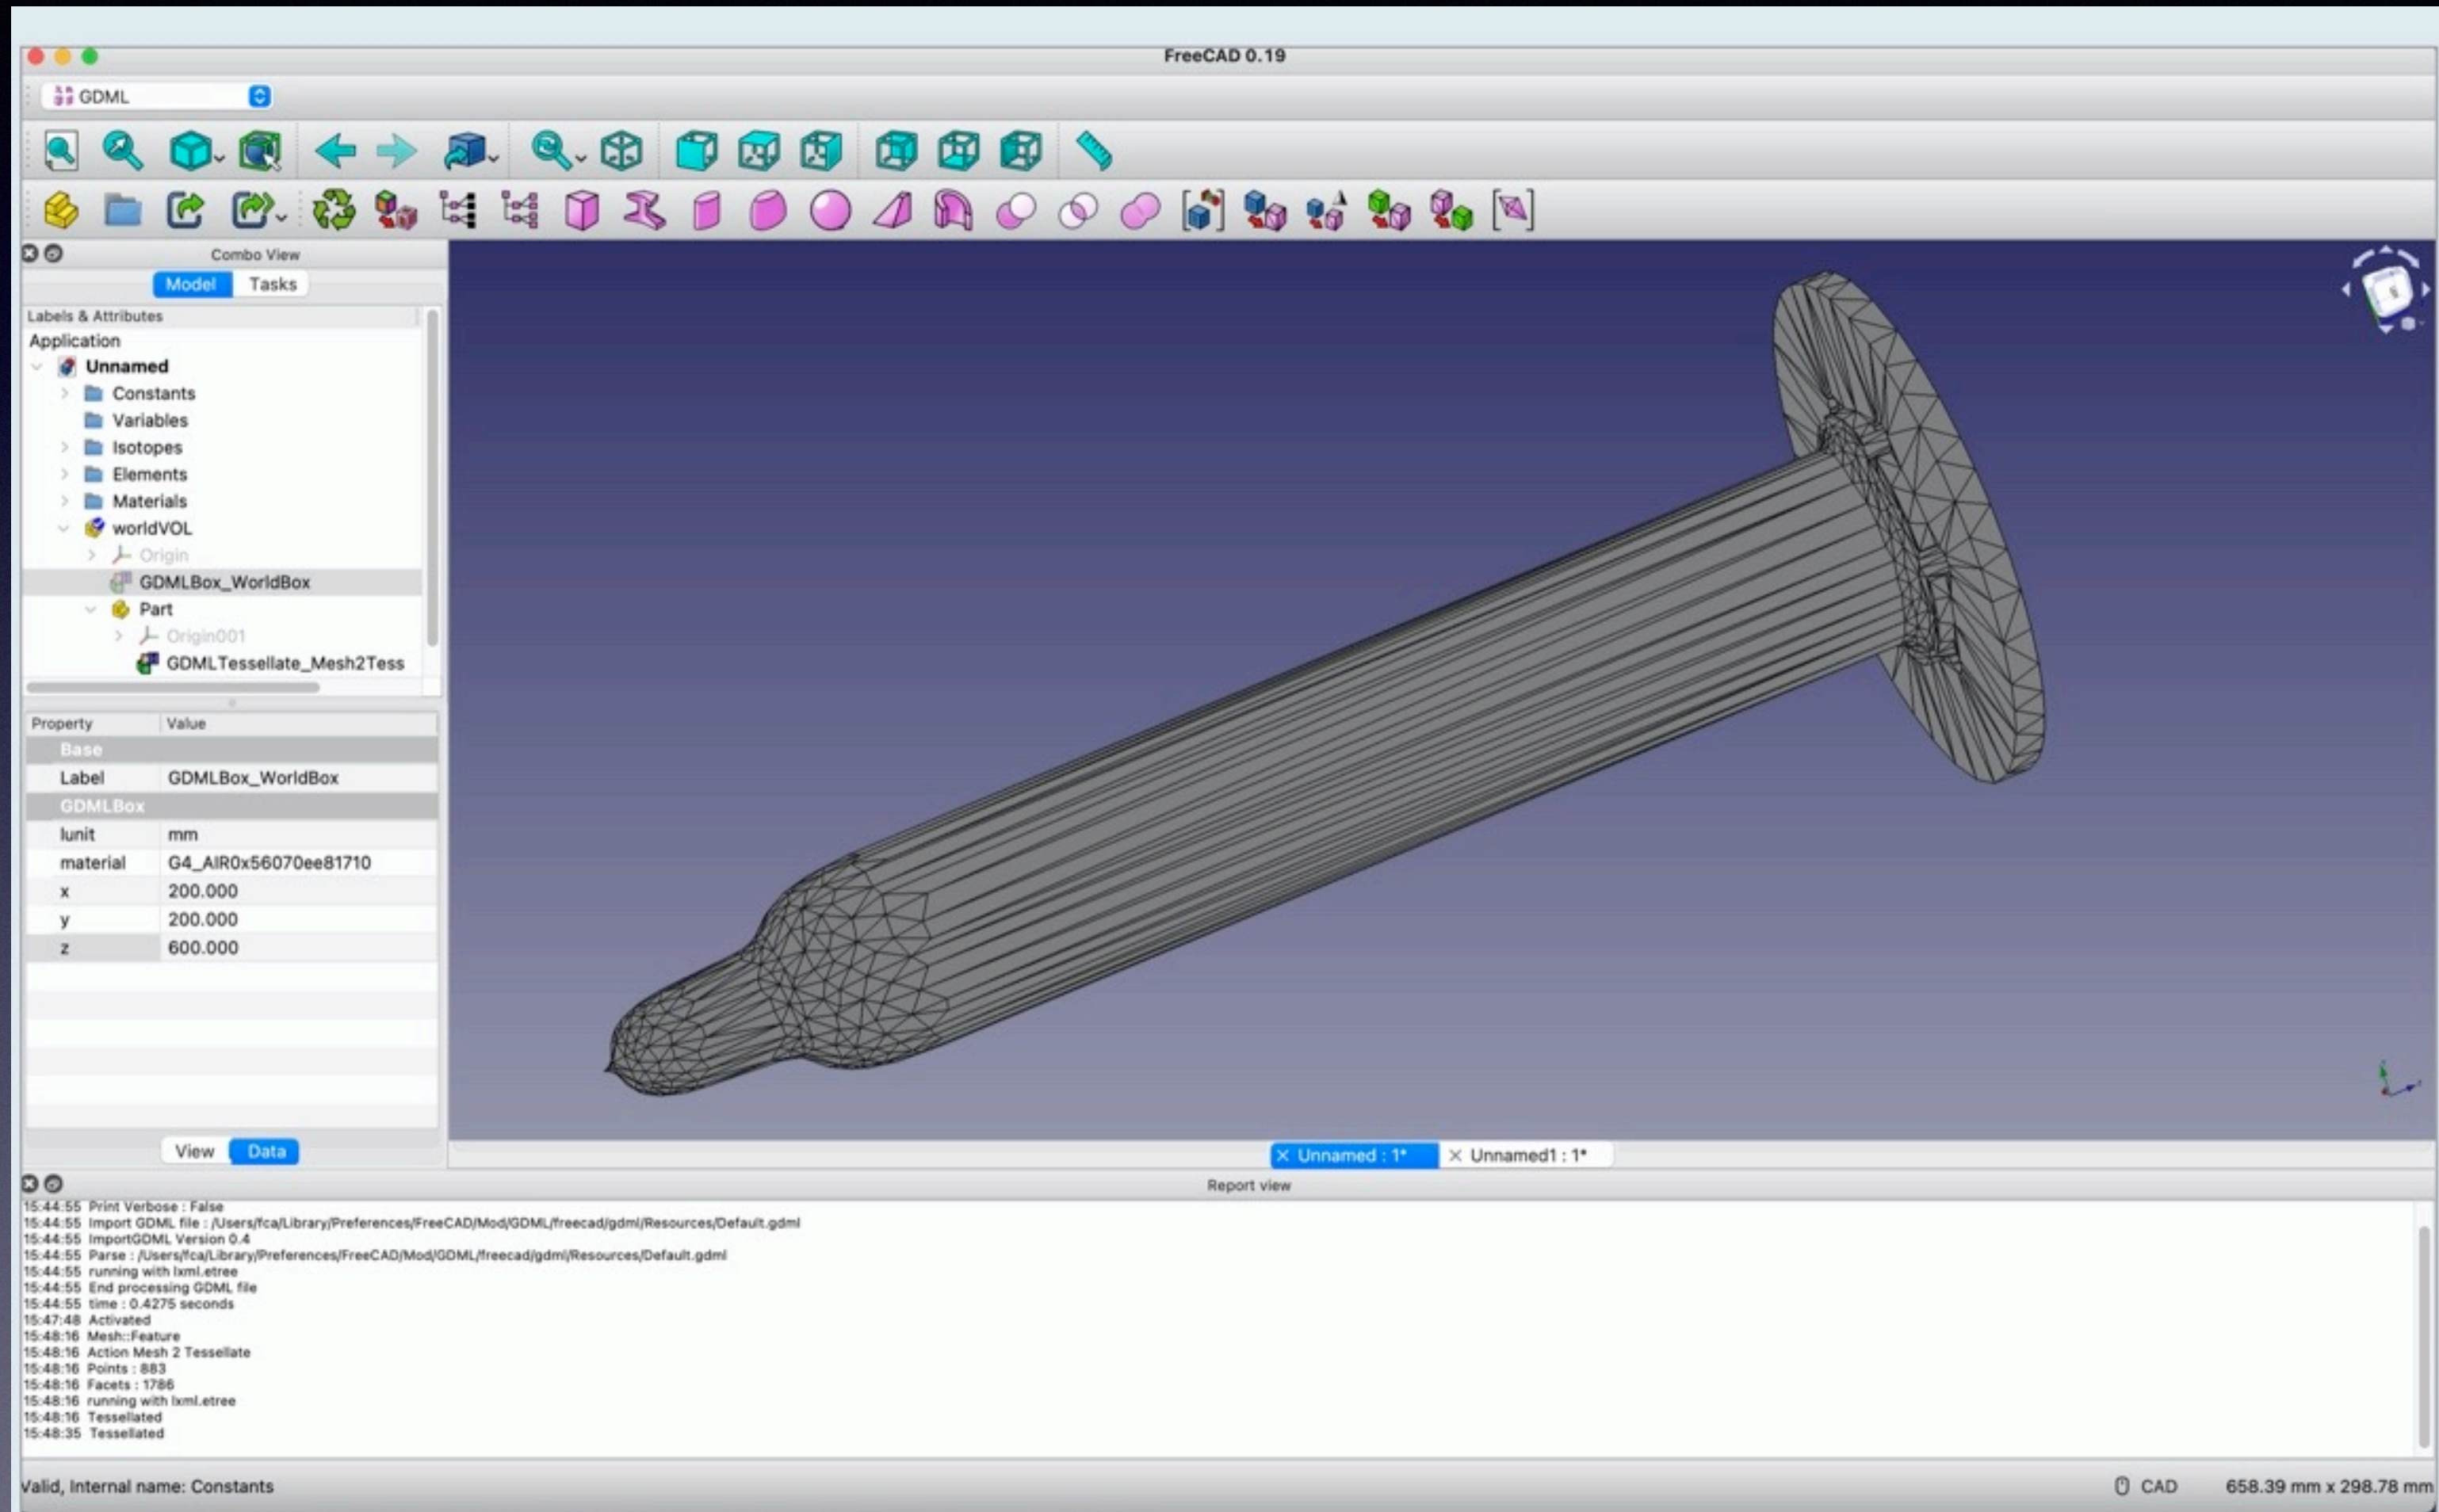 FreeCAD 0.19
GDML
Combo View
Model Tasks
Labels & Attributes
Application
Unnamed
Constants
Variables
Isotopes
Elements
Materials
worldVOL
Origin
GDMLBox_WorldBox
Part
Origin001
GDMLTessellate_Mesh2Tess
Property Value
Base
Label GDMLBox_WorldBox
GDMLBox
lunit mm
material G4_AIR0x56070ee81710
x 200.000
y 200.000
z 600.000
View Data
Unnamed : 1*
Unnamed1 : 1*
Report view
15:44:55 Print Verbose : False
15:44:55 Import GDML file : /Users/fca/Library/Preferences/FreeCAD/Mod/GDML/freecad/gdml/Resources/Default.gdml
15:44:55 ImportGDML Version 0.4
15:44:55 Parse : /Users/fca/Library/Preferences/FreeCAD/Mod/GDML/freecad/gdml/Resources/Default.gdml
15:44:55 running with lxml.etree
15:44:55 End processing GDML file
15:44:55 time : 0.4275 seconds
15:47:48 Activated
15:48:16 Mesh::Feature
15:48:16 Action Mesh 2 Tessellate
15:48:16 Points : 883
15:48:16 Facets : 1786
15:48:16 running with lxml.etree
15:48:16 Tessellated
15:48:35 Tessellated
Valid, Internal name: Constants
CAD 658.39 mm x 298.78 mm